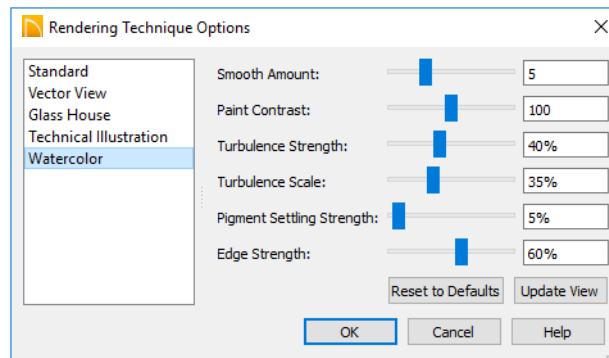 Rendering Technique Options
Standard
Vector View
Glass House
Technical Illustration
Watercolor
Smooth Amount: 5
Paint Contrast: 100
Turbulence Strength: 40%
Turbulence Scale: 35%
Pigment Settling Strength: 5%
Edge Strength: 60%
Reset to Defaults Update View
OK Cancel Help